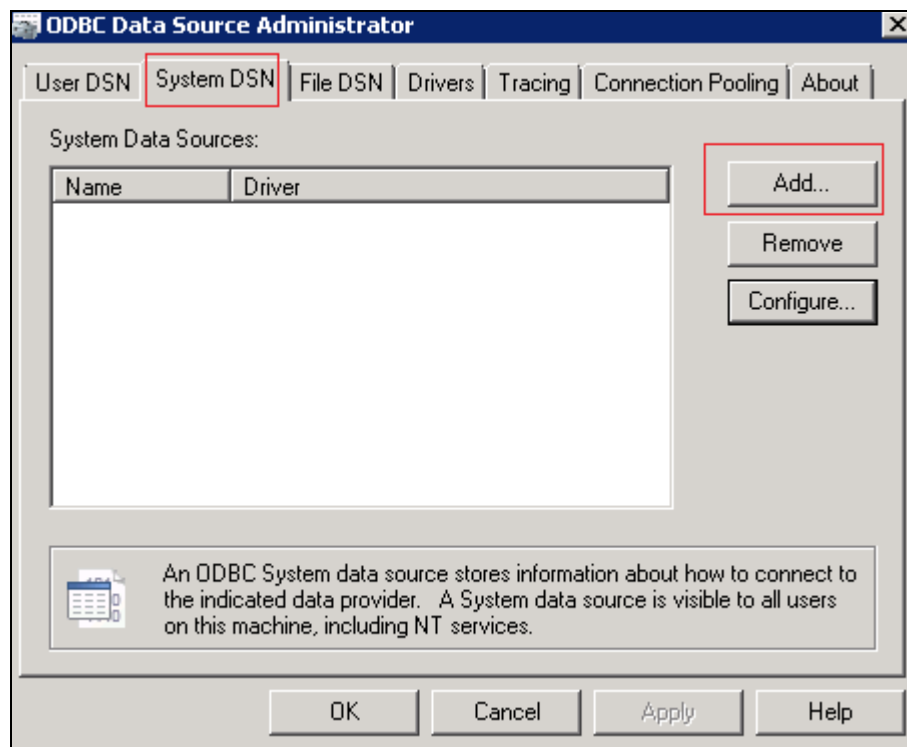 ODBC Data Source Administrator
User DSN System DSN File DSN Drivers Tracing Connection Pooling About
System Data Sources:
Name Driver
Add...
Remove
Configure...
An ODBC System data source stores information about how to connect to
the indicated data provider. A System data source is visible to all users
on this machine, including NT services.
OK Cancel Apply Help